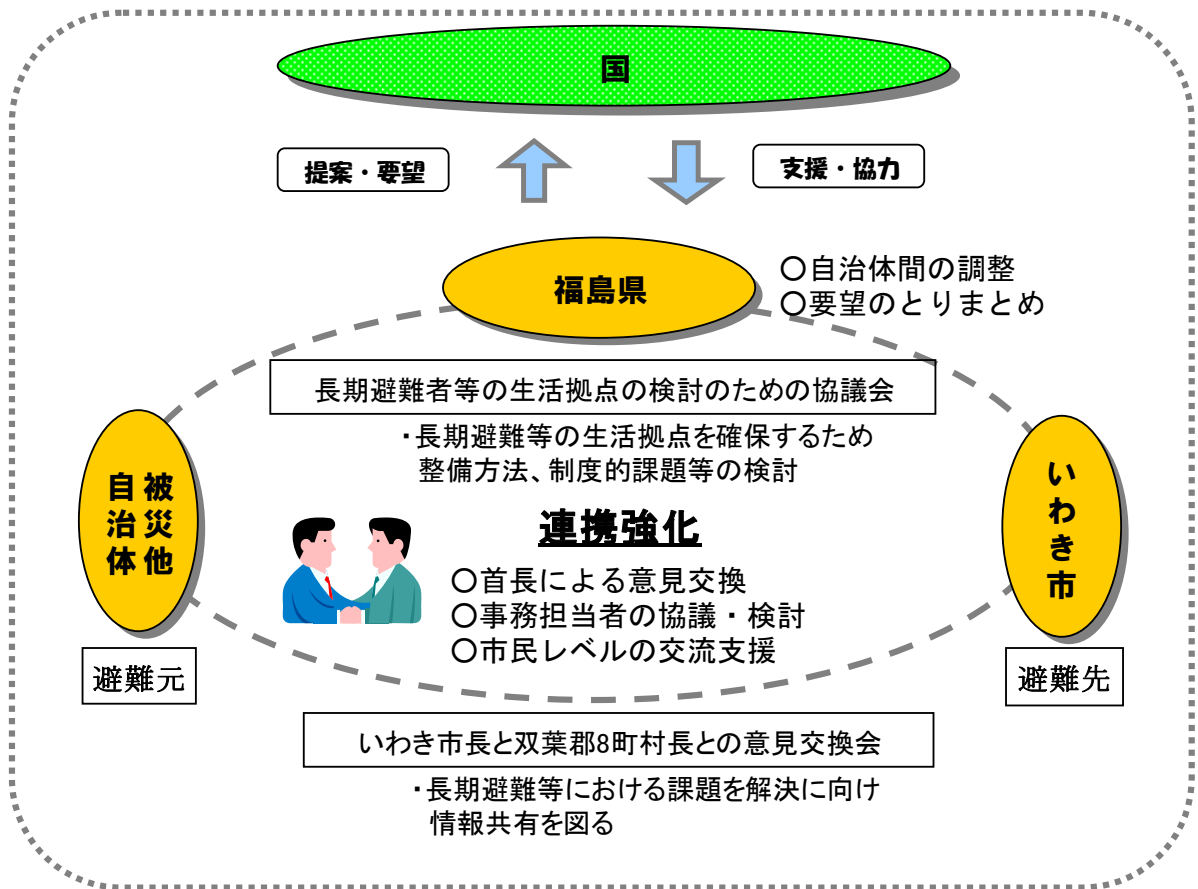 国
提案・要望
支援・協力
福島県
〇自治体間の調整
〇要望のとりまとめ
長期避難者等の生活拠点の検討のための協議会
・長期避難等の生活拠点を確保するため
整備方法、制度的課題等の検討
被災他
自治体
避難元
連携強化
〇首長による意見交換
〇事務担当者の協議・検討
〇市民レベルの交流支援
いわき市
避難先
いわき市長と双葉郡8町村長との意見交換会
・長期避難等における課題を解決に向け
情報共有を図る